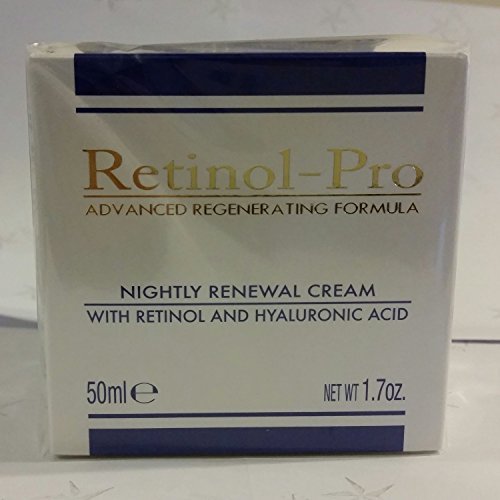 Retinol-Pro
ADVANCED REGENERATING FORMULA
NIGHTLY RENEWAL CREAM
WITH RETINOL AND HYALURONIC ACID
50ml ℮ NET WT 1.7oz.